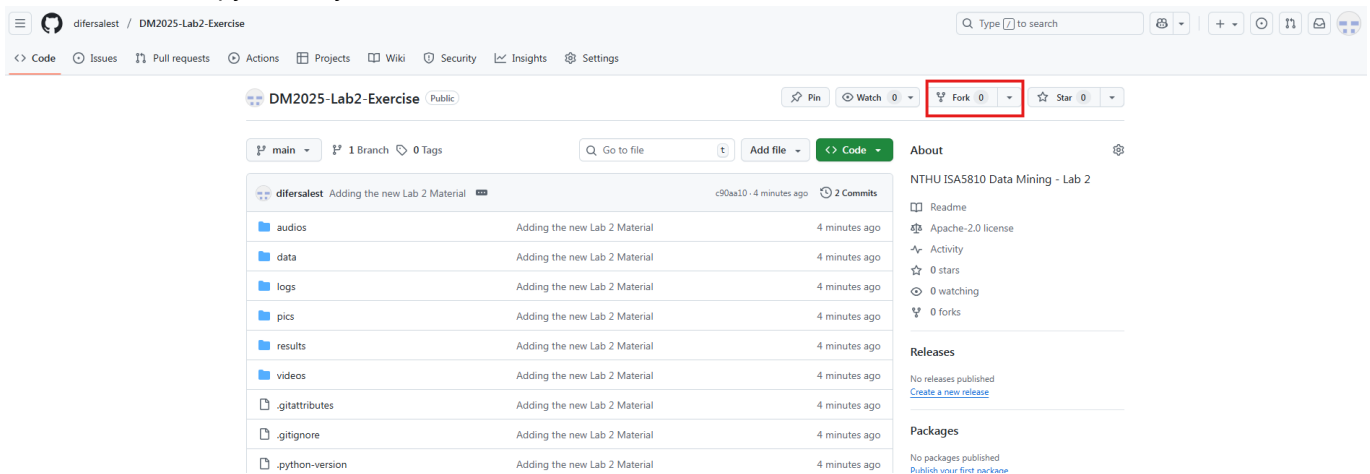 difersalest / DM2025-Lab2-Exercise
Type / to search
Code Issues Pull requests Actions Projects Wiki Security Insights Settings
DM2025-Lab2-Exercise Public
Pin Watch 0 Fork 0 Star 0
main 1 Branch 0 Tags
Go to file t Add file <> Code
About
NTHU ISA5810 Data Mining - Lab 2
difersalest Adding the new Lab 2 Material c90aa10 · 4 minutes ago 2 Commits
Readme
Apache-2.0 license
Activity
0 stars
0 watching
0 forks
audios Adding the new Lab 2 Material 4 minutes ago
data Adding the new Lab 2 Material 4 minutes ago
logs Adding the new Lab 2 Material 4 minutes ago
pics Adding the new Lab 2 Material 4 minutes ago
results Adding the new Lab 2 Material 4 minutes ago
videos Adding the new Lab 2 Material 4 minutes ago
.gitattributes Adding the new Lab 2 Material 4 minutes ago
.gitignore Adding the new Lab 2 Material 4 minutes ago
.python-version Adding the new Lab 2 Material 4 minutes ago
Releases
No releases published
Create a new release
Packages
No packages published
Publish your first package